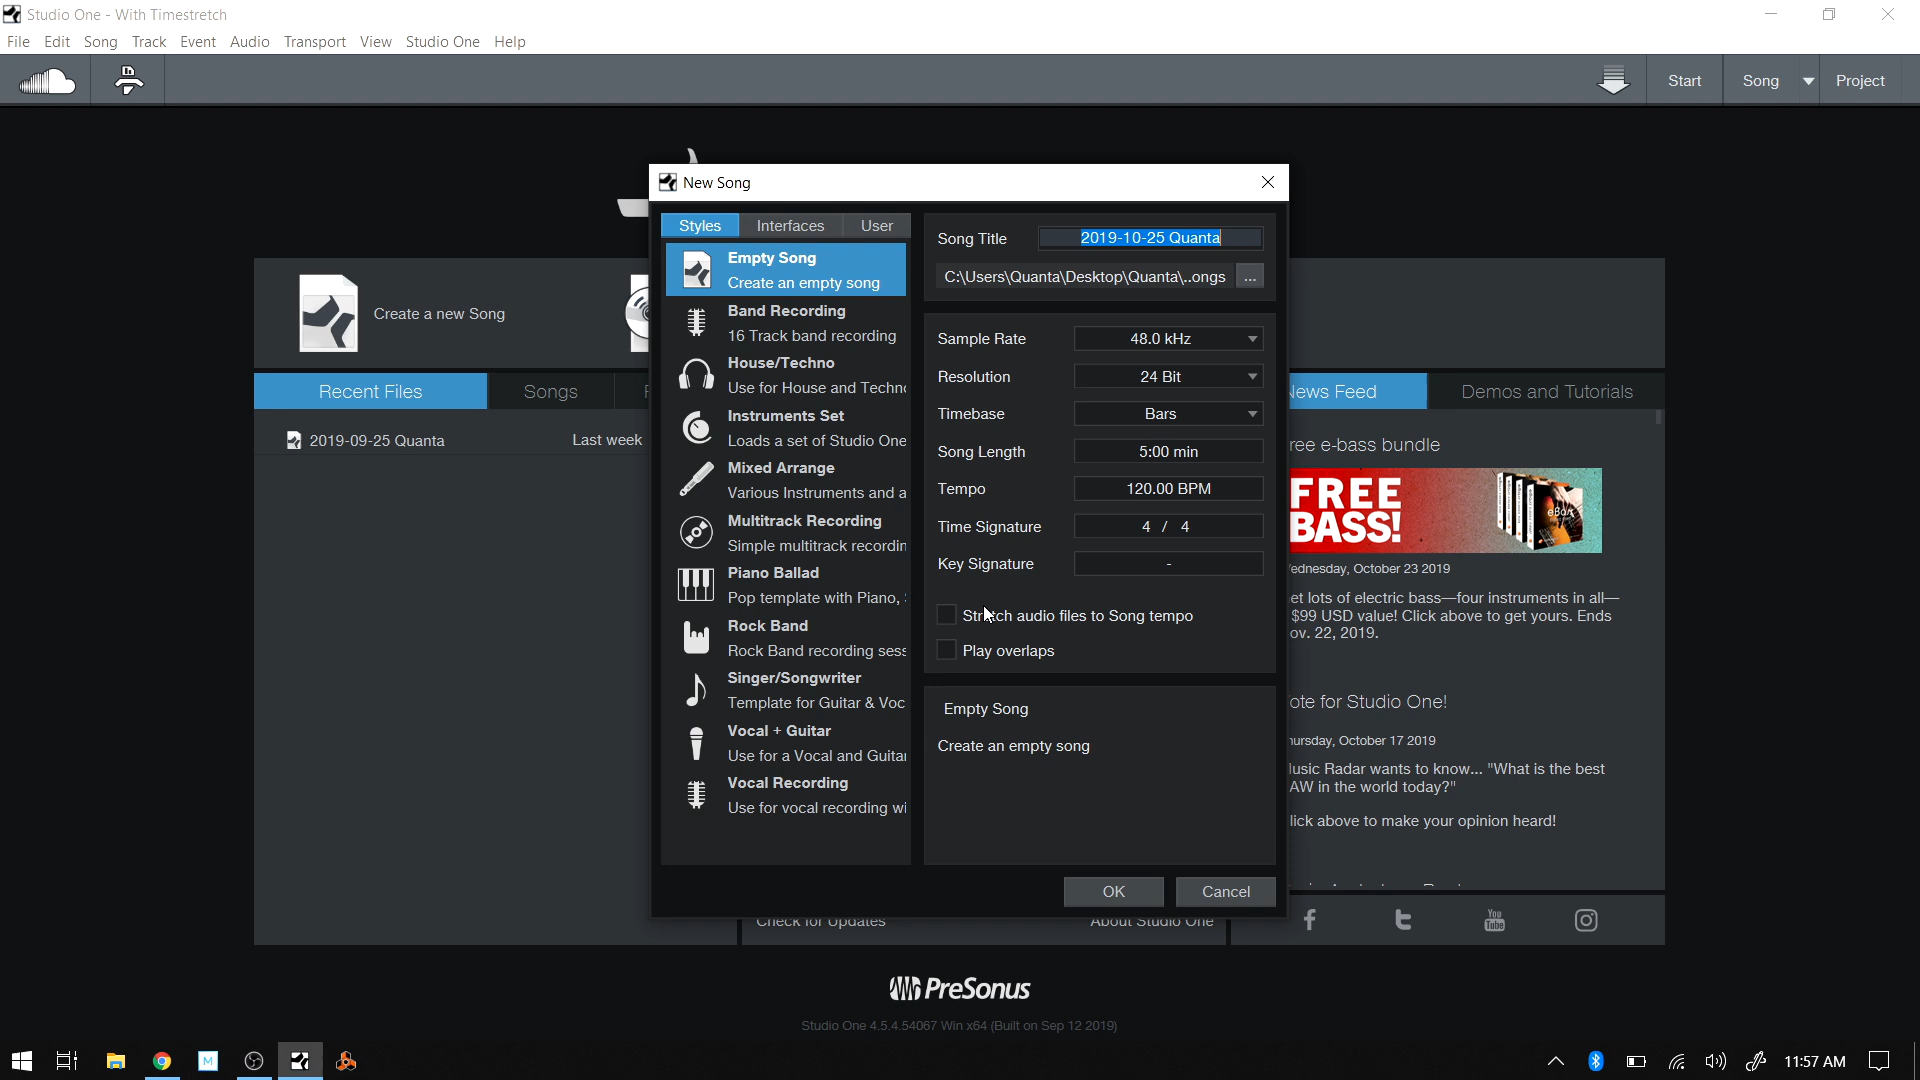 Studio One - With Timestretch
File Edit Song Track Event Audio Transport View Studio One Help
Start Song Project
New Song
Styles Interfaces User
Empty Song
Create an empty song
Band Recording
16 Track band recording
House/Techno
Use for House and Techn
Instruments Set
Loads a set of Studio One
Mixed Arrange
Various Instruments and a
Multitrack Recording
Simple multitrack recordin
Piano Ballad
Pop template with Piano,
Rock Band
Rock Band recording sess
Singer/Songwriter
Template for Guitar & Voc
Vocal + Guitar
Use for a Vocal and Guita
Vocal Recording
Use for vocal recording wi
Song Title 2019-10-25 Quanta
C:\Users\Quanta\Desktop\Quanta\..ongs ...
Sample Rate 48.0 kHz
Resolution 24 Bit
Timebase Bars
Song Length 5:00 min
Tempo 120.00 BPM
Time Signature 4 / 4
Key Signature -
Stretch audio files to Song tempo
Play overlaps
Empty Song
Create an empty song
OK Cancel
Create a new Song
Recent Files Songs
2019-09-25 Quanta Last week
News Feed Demos and Tutorials
ree e-bass bundle
FREE
BASS!
ednesday, October 23 2019
et lots of electric bass—four instruments in all—
$99 USD value! Click above to get yours. Ends
ov. 22, 2019.
ote for Studio One!
ursday, October 17 2019
usic Radar wants to know... "What is the best
AW in the world today?"
lick above to make your opinion heard!
Check for Updates About Studio One
You
Tube
PreSonus
Studio One 4.5.4.54067 Win x64 (Built on Sep 12 2019)
11:57 AM